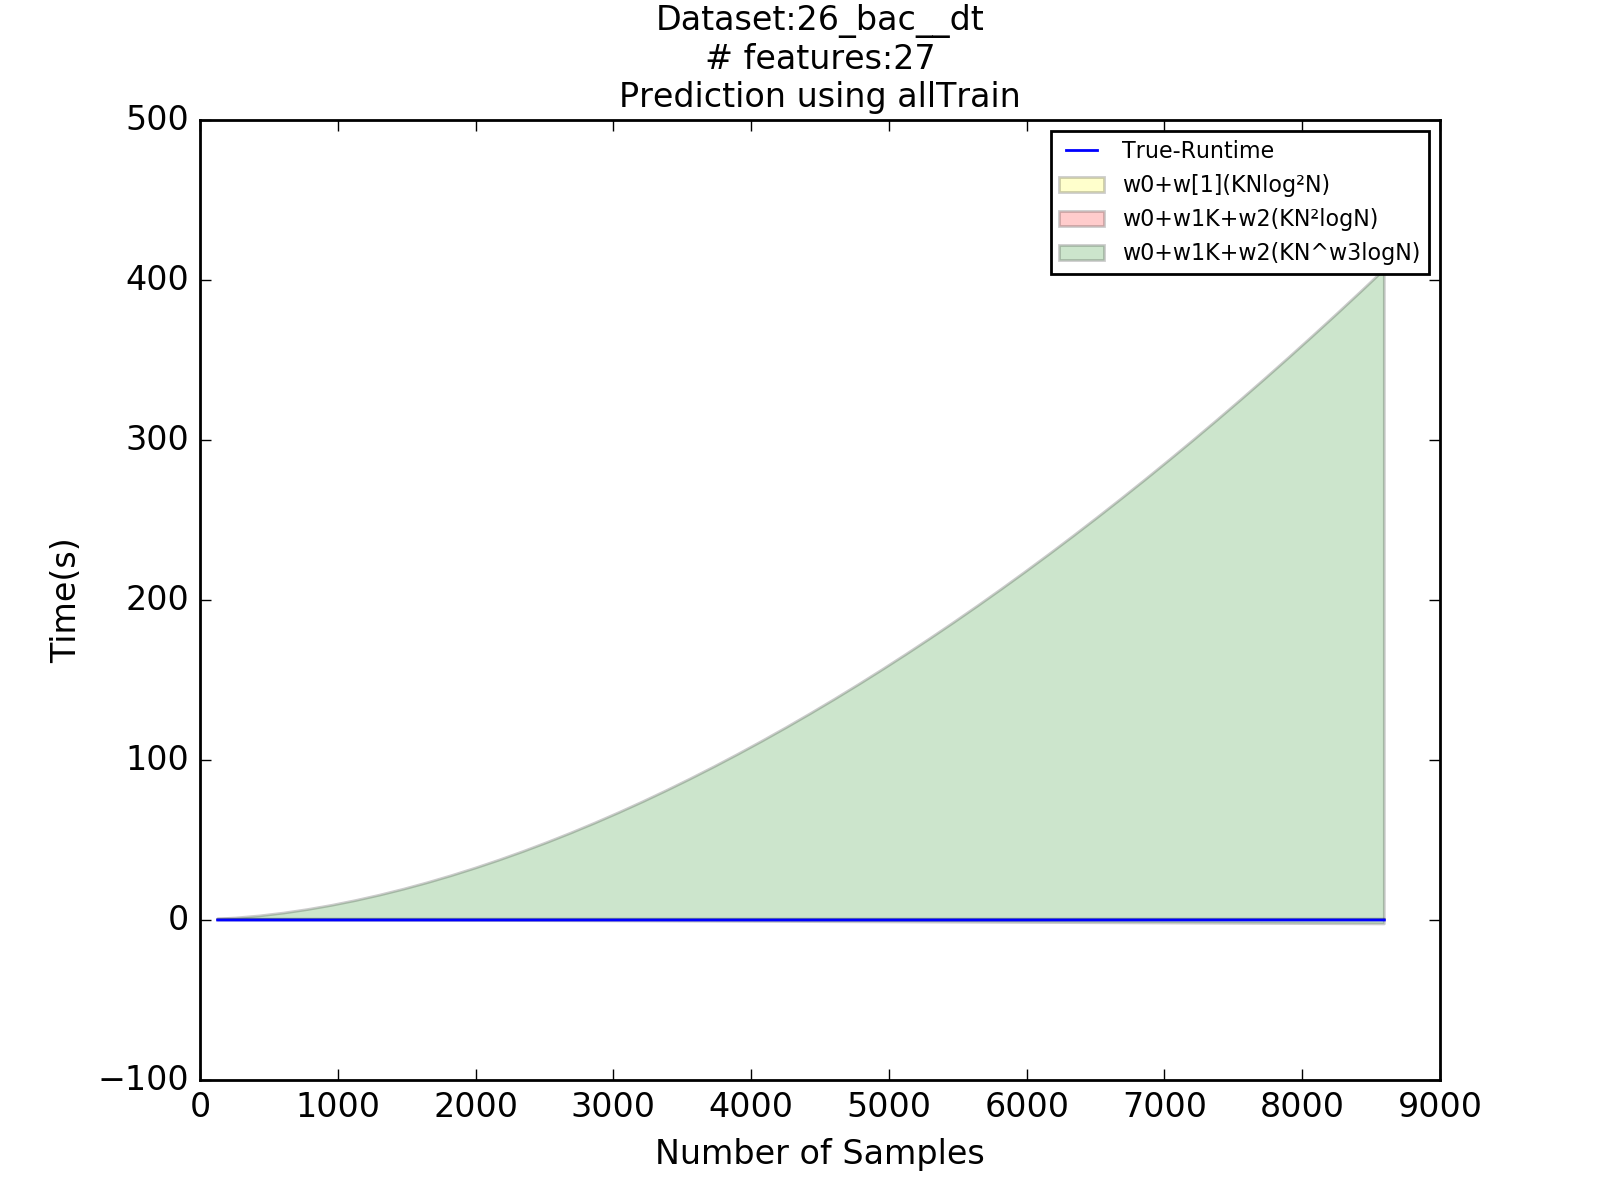 Dataset:26_bac__dt
# features:27
Prediction using allTrain
500
400
300
200
100
0
−100
Time(s)
True-Runtime
w0+w[1](KNlog²N)
w0+w1K+w2(KN²logN)
w0+w1K+w2(KN^w3logN)
0 1000 2000 3000 4000 5000 6000 7000 8000 9000
Number of Samples